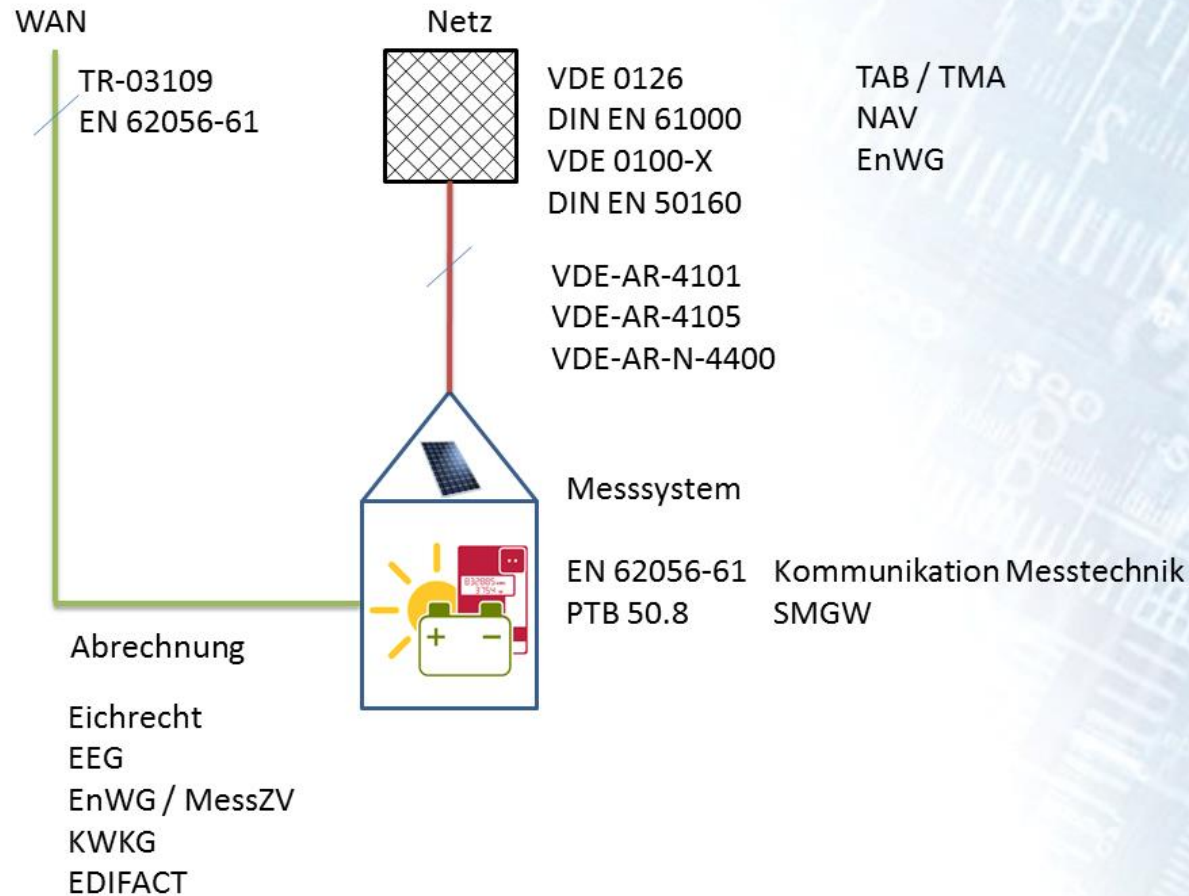 WAN
TR-03109
EN 62056-61
Netz
VDE 0126
DIN EN 61000
VDE 0100-X
DIN EN 50160
TAB / TMA
NAV
EnWG
VDE-AR-4101
VDE-AR-4105
VDE-AR-N-4400
Messsystem
EN 62056-61 Kommunikation Messtechnik
PTB 50.8 SMGW
+ −
Abrechnung
Eichrecht
EEG
EnWG / MessZV
KWKG
EDIFACT